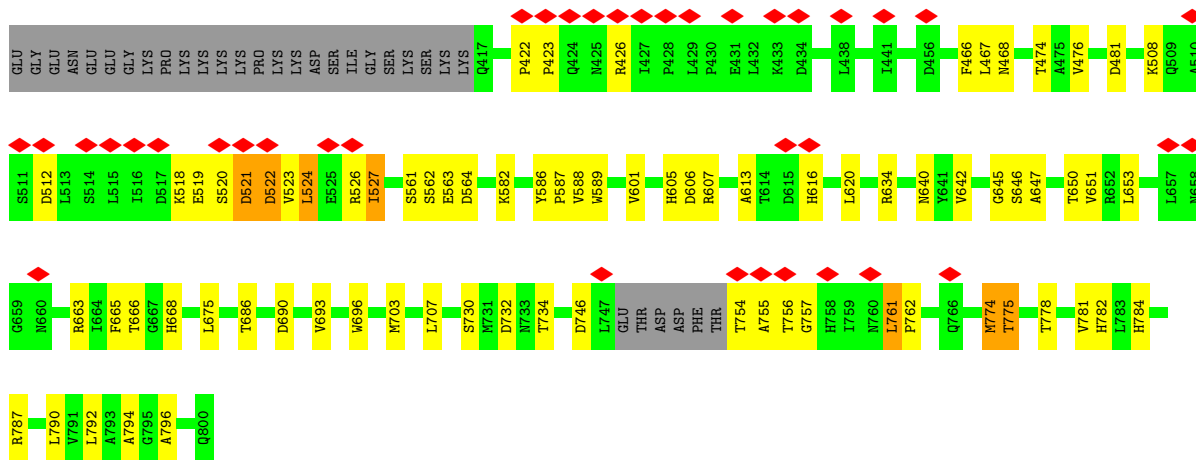 GLU GLY GLU ASN GLU GLU GLY LYS PRO LYS LYS LYS LYS PRO LYS LYS ASP SER ILE GLY SER LYS SER LYS LYS Q417 P422 P423 Q424 N425 R426 I427 P428 L429 P430 E431 L432 K433 D434 L438 I441 D456 F466 L467 N468 T474 A475 V476 D481 K508 Q509 A510
S511 D512 L513 S514 L515 I516 D517 K518 E519 S520 D521 D522 V523 L524 E525 R526 I527 S561 S562 E563 D564 K582 Y586 P587 V588 W589 V601 H605 D606 R607 A613 T614 D615 H616 L620 R634 N640 Y641 V642 G645 S646 A647 T650 V651 R652 L653 L657 N658
G659 N660 R663 I664 F665 T666 G667 H668 L675 T686 D690 V693 W696 M703 L707 S730 M731 D732 N733 T734 D746 L747 GLU THR ASP ASP PHE THR T754 A755 T756 G757 H758 I759 N760 L761 P762 Q766 M774 T775 T778 V781 H782 L783 H784
R787 L790 V791 L792 A793 A794 G795 A796 Q800